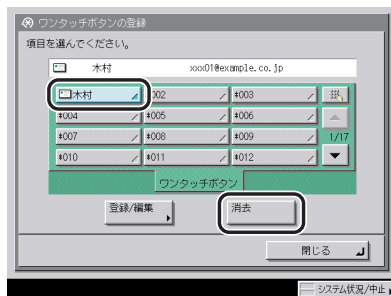 ワンタッチボタンの登録
項目を選んでください。
木村 xxx01@example.co.jp
木村 *002 *003
*004 *005 *006
*007 *008 *009 1/17
*010 *011 *012
ワンタッチボタン
登録/編集 消去
閉じる
システム状況/中止